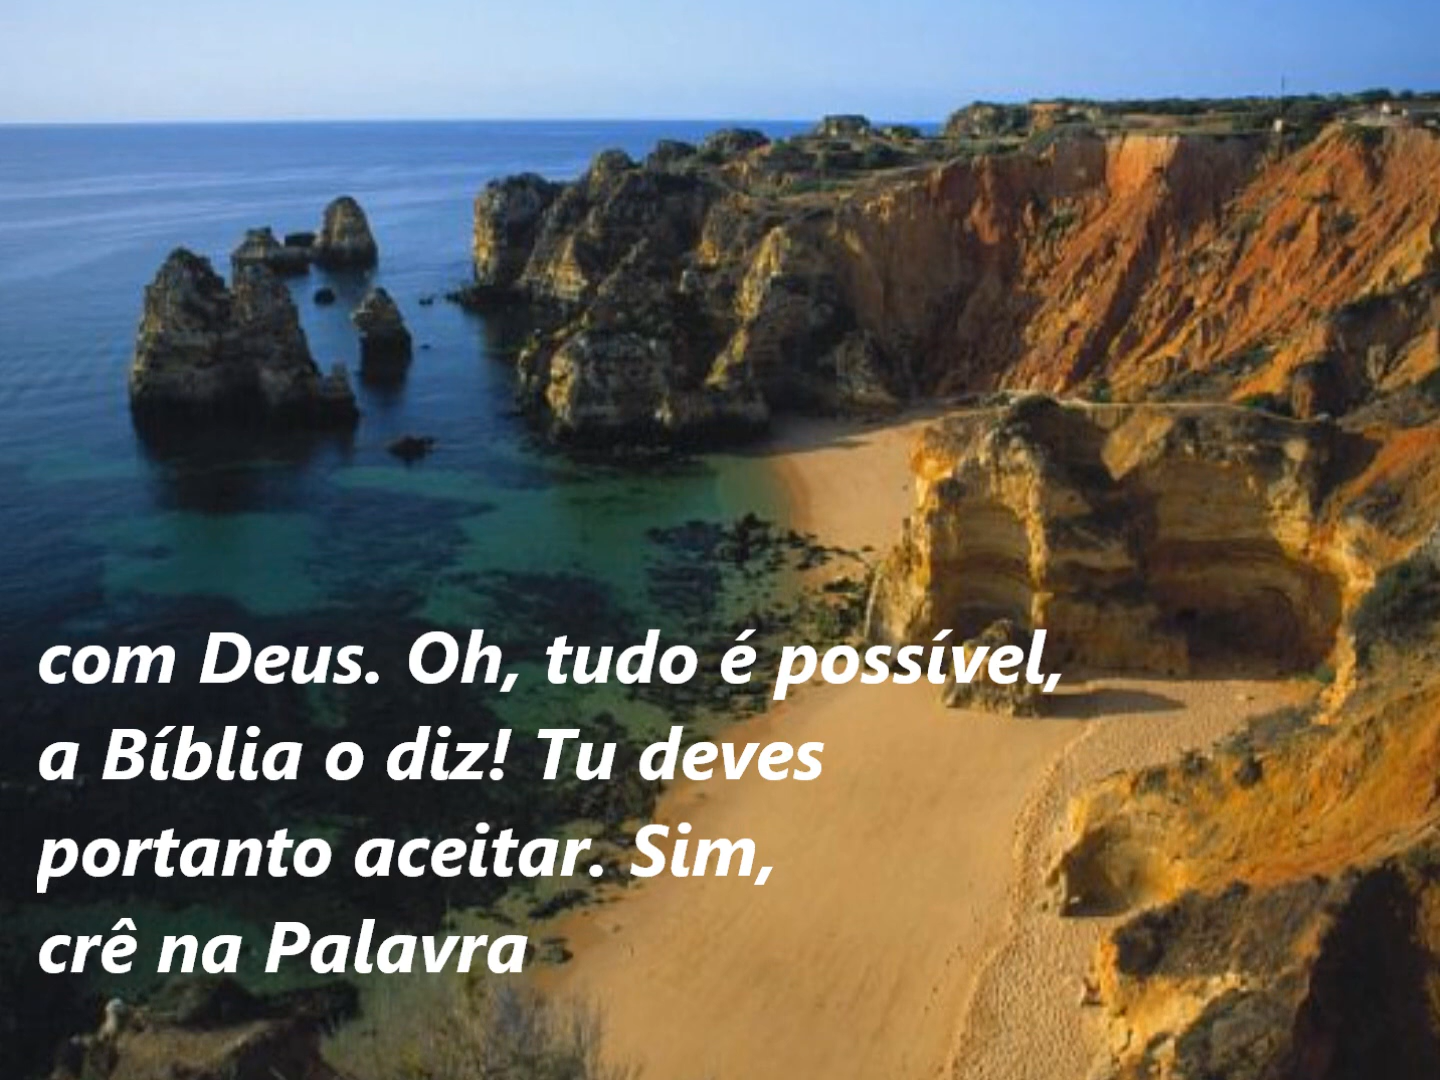 com Deus. Oh, tudo é possível,
a Bíblia o diz! Tu deves
portanto aceitar. Sim,
crê na Palavra